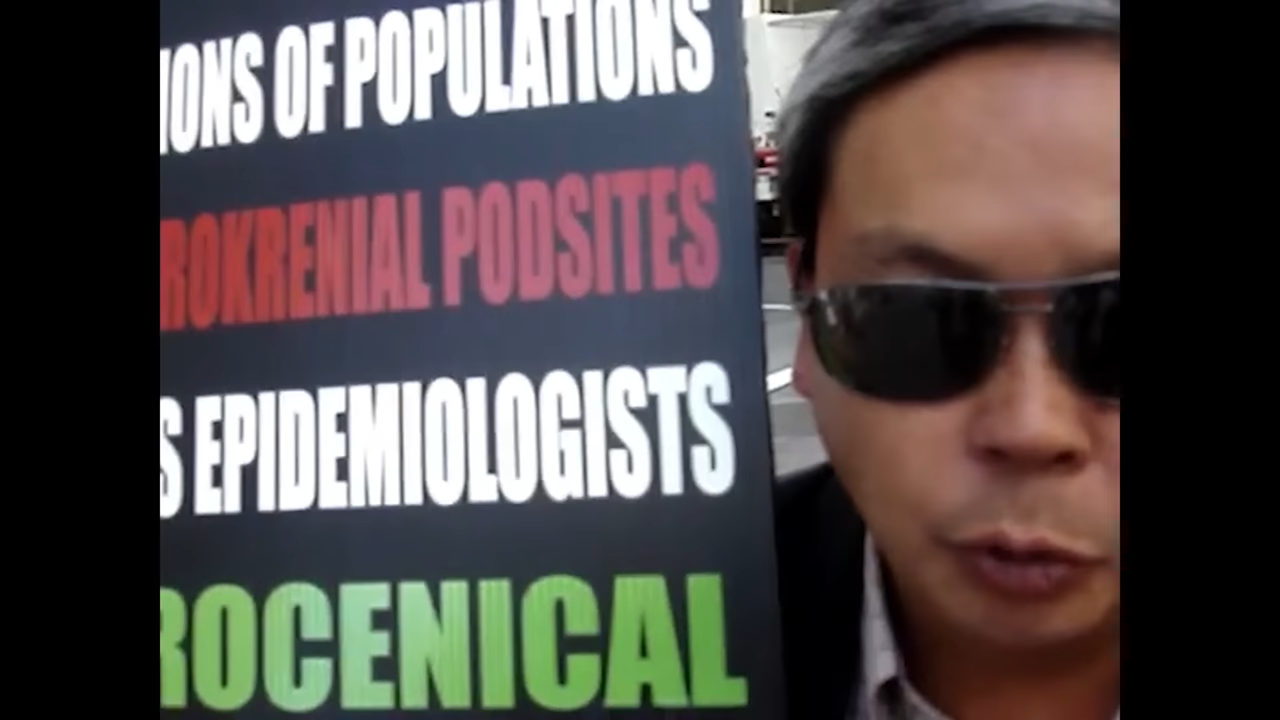 IONS OF POPULATIONS
ROKRENIAL PODSITES
S EPIDEMIOLOGISTS
ROCENICAL